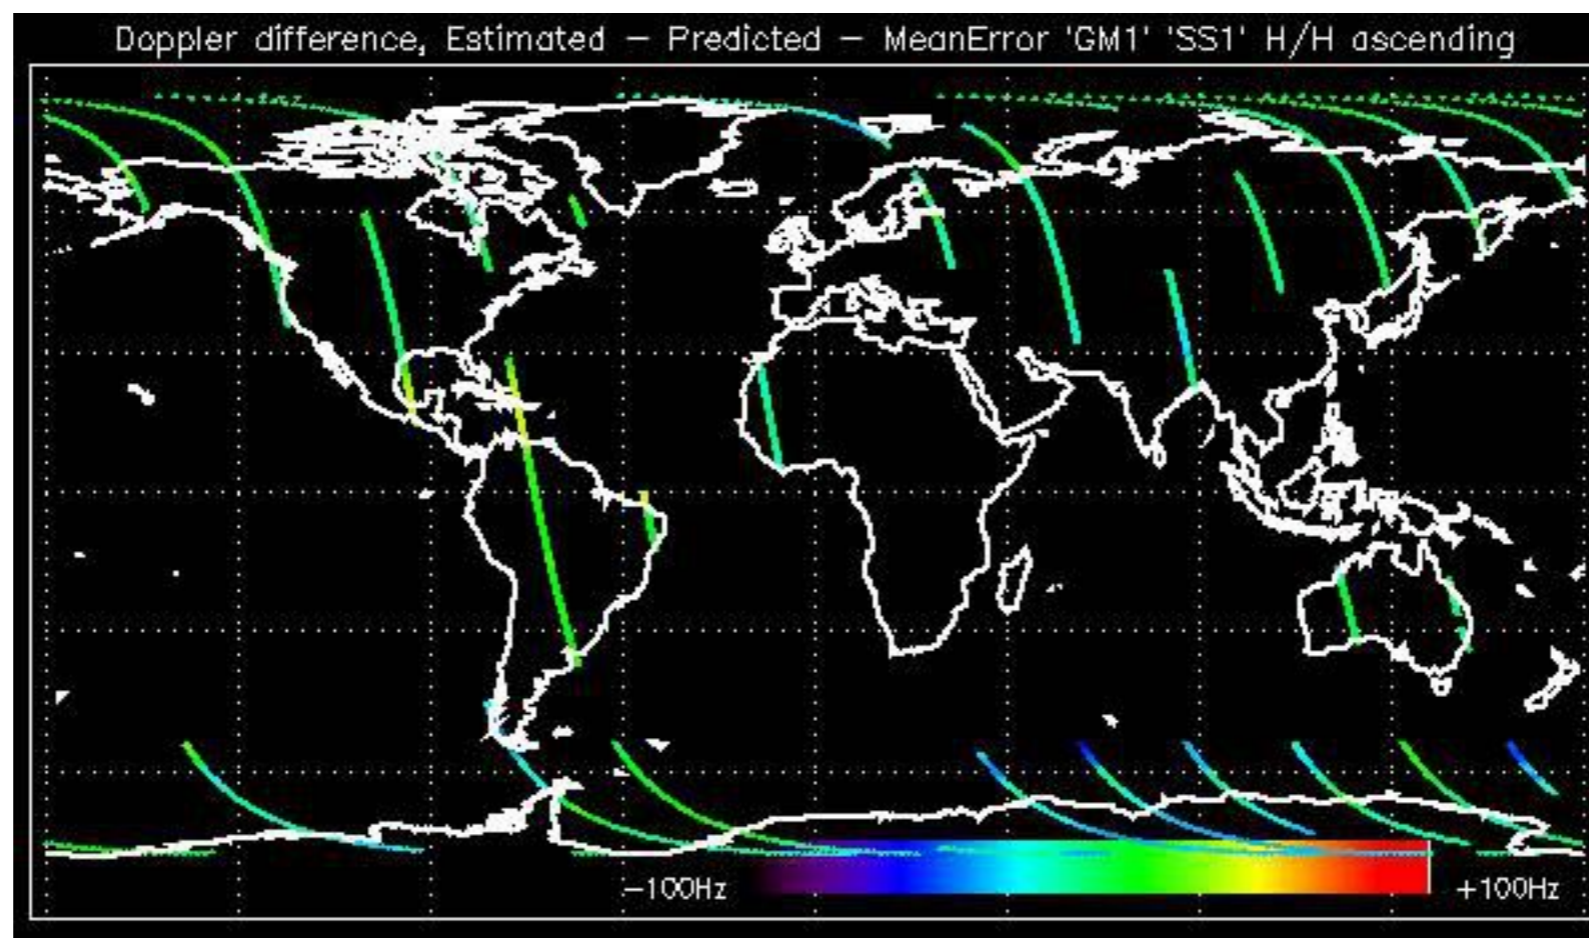 Doppler difference, Estimated - Predicted - MeanError 'GM1' 'SS1' H/H ascending
-100Hz +100Hz